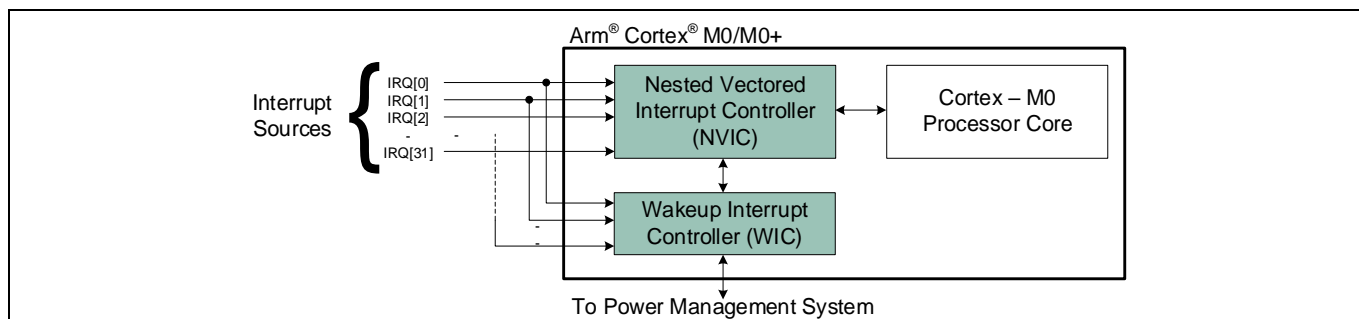 Arm® Cortex® M0/M0+
Interrupt
Sources
IRQ[0]
IRQ[1]
IRQ[2]
- -
IRQ[31]
Nested Vectored
Interrupt Controller
(NVIC)
Cortex – M0
Processor Core
Wakeup Interrupt
Controller (WIC)
-
-
To Power Management System